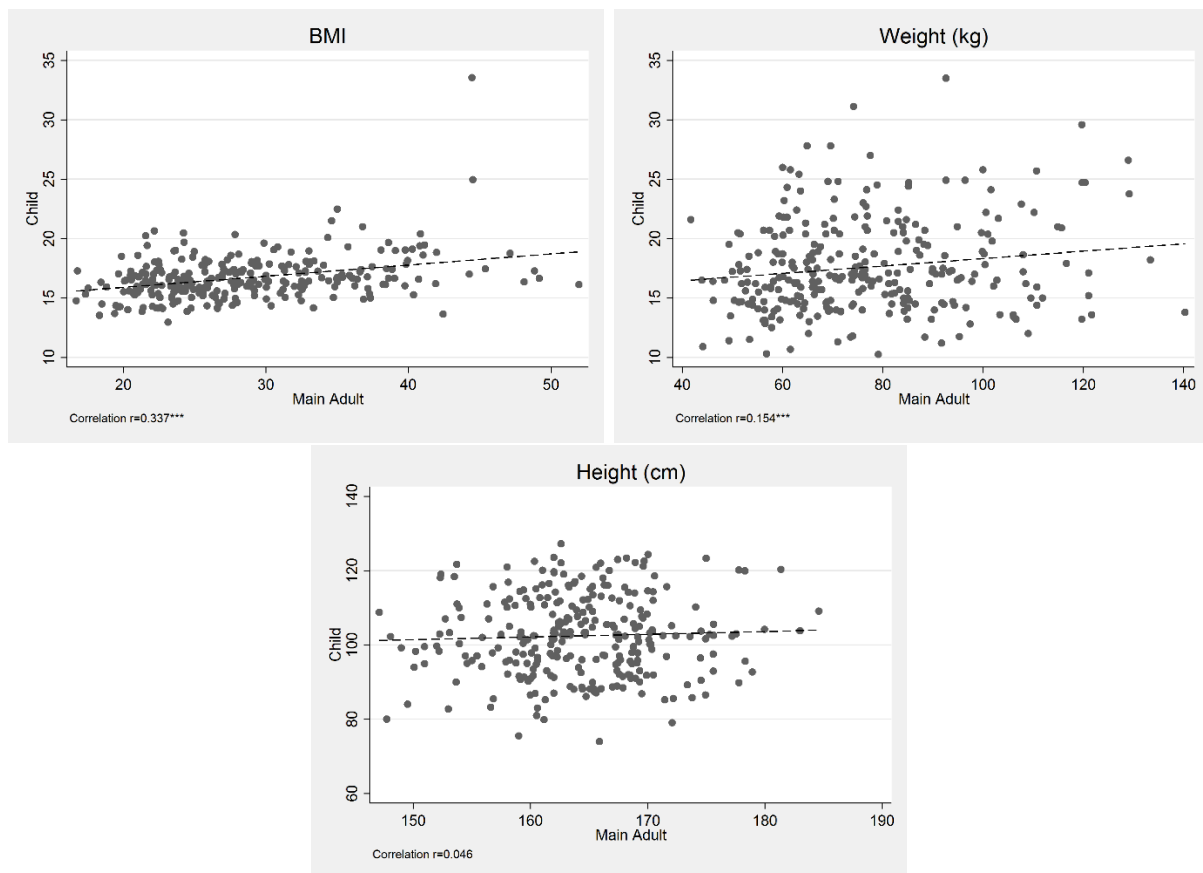 BMI
35
30
25
20
15
10
Child
20
30
40
50
Main Adult
Correlation r=0.337***
Weight (kg)
35
30
25
20
15
10
40
60
80
100
120
140
Main Adult
Correlation r=0.154***
Height (cm)
140
120
100
80
60
Child
150
160
170
180
190
Main Adult
Correlation r=0.046